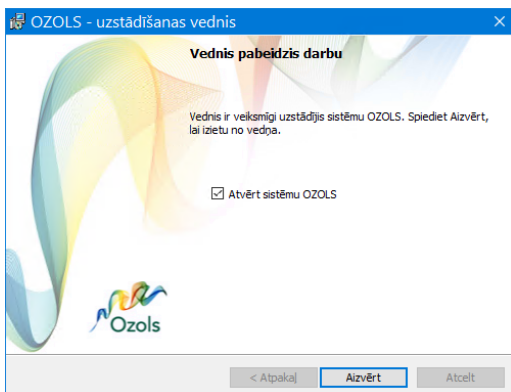 OZOLS - uzstādīšanas vednis
Vednis pabeidzis darbu
Vednis ir veiksmīgi uzstādījis sistēmu OZOLS. Spiediet Aizvērt,
lai izietu no vedņa.
Atvērt sistēmu OZOLS
Ozols
< Atpakaļ
Aizvērt
Atcelt